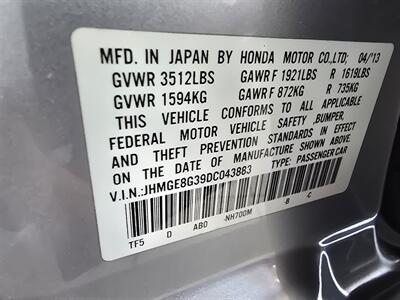 MFD. IN JAPAN BY HONDA MOTOR CO.,LTD; 04/'13
GVWR 3512LBS GAWR F 1921LBS R 1619LBS
GVWR 1594KG GAWR F 872KG R 735KG
THIS VEHICLE CONFORMS TO ALL APPLICABLE
FEDERAL MOTOR VEHICLE SAFETY ,BUMPER,
AND THEFT PREVENTION STANDARDS IN EFFECT
ON THE DATE OF MANUFACTURE SHOWN ABOVE.
V.I.N.:JHMGE8G39DC043883 TYPE: PASSENGER CAR
TF5 D AB0 -NH700M B -C